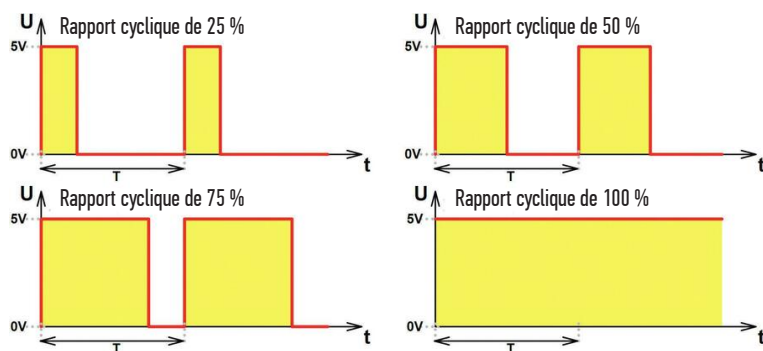 U
Rapport cyclique de 25 %
5V
0V
T
t
U
Rapport cyclique de 50 %
5V
0V
T
t
U
Rapport cyclique de 75 %
5V
0V
T
t
U
Rapport cyclique de 100 %
5V
0V
T
t